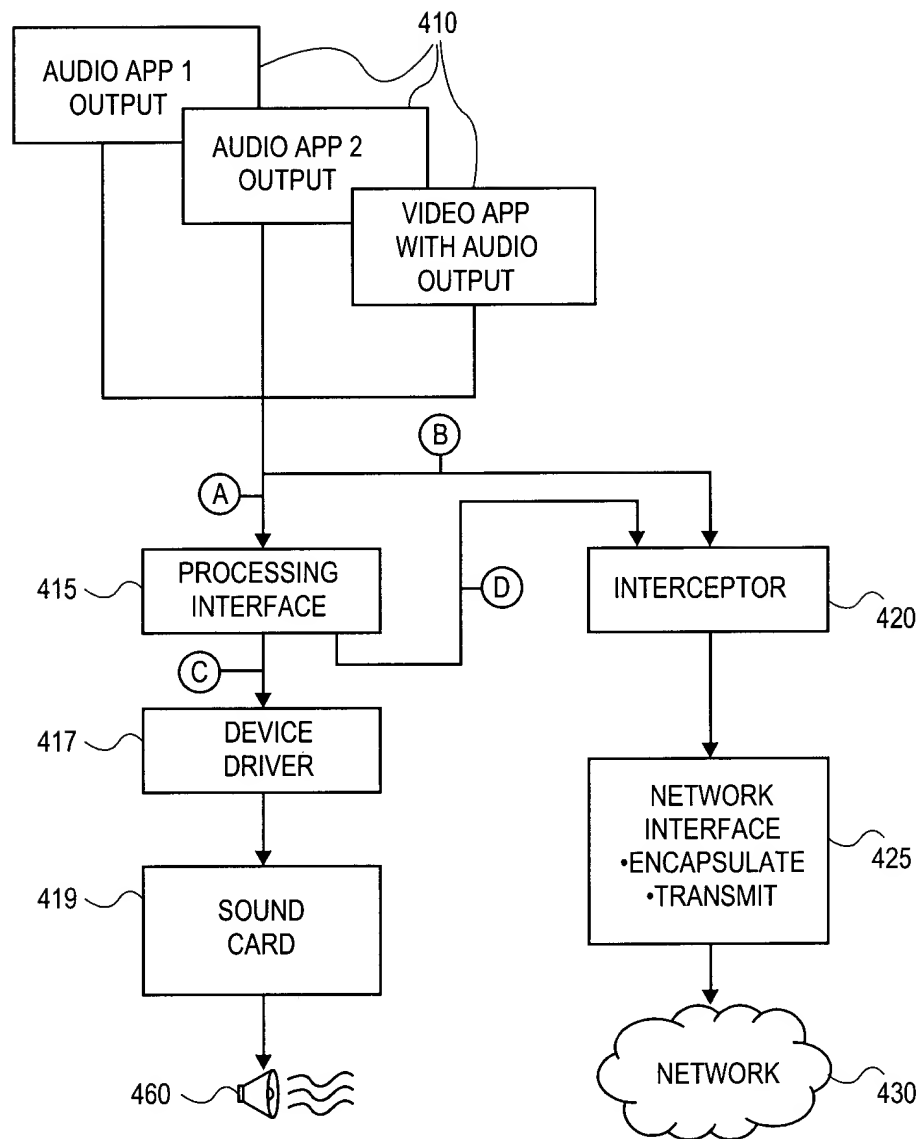 410
AUDIO APP 1
OUTPUT
AUDIO APP 2
OUTPUT
VIDEO APP
WITH AUDIO
OUTPUT
B
A
415
PROCESSING
INTERFACE
D
INTERCEPTOR
420
C
417
DEVICE
DRIVER
NETWORK
INTERFACE
•ENCAPSULATE
•TRANSMIT
425
419
SOUND
CARD
460
NETWORK
430